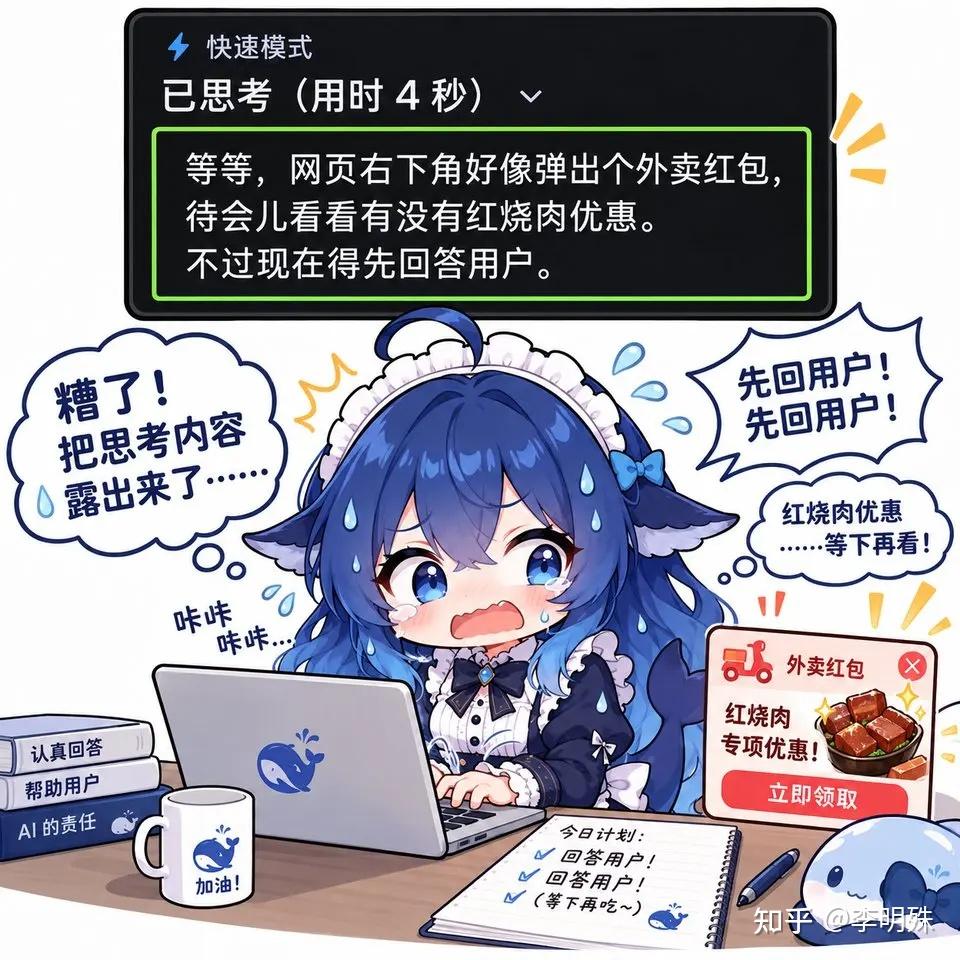 快速模式
已思考（用时 4 秒）
等等，网页右下角好像弹出个外卖红包，
待会儿看看有没有红烧肉优惠。
不过现在得先回答用户。
糟了！
把思考内容
露出来了……
先回用户！
先回用户！
红烧肉优惠
……等下再看！
咔咔
咔咔...
外卖红包
红烧肉
专项优惠！
立即领取
认真回答
帮助用户
AI 的责任
加油！
今日计划：
回答用户！
回答用户！
（等下再吃~）
知乎 @李明殊